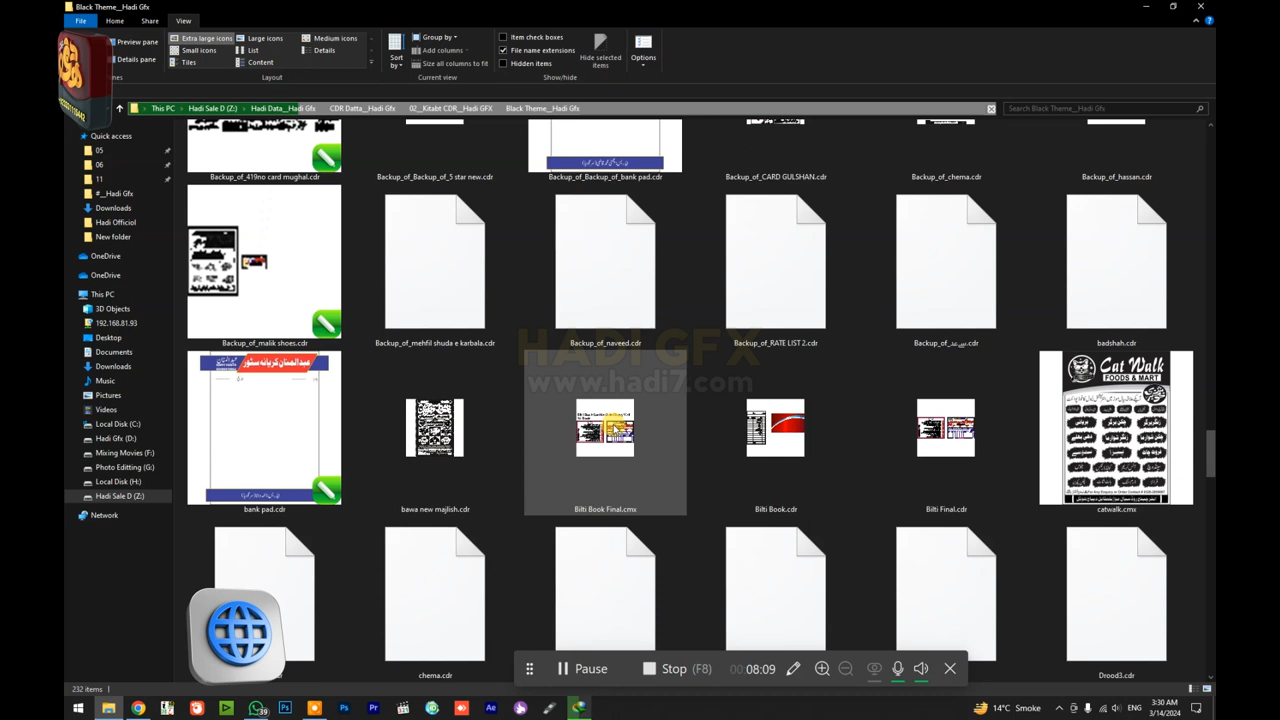 Black Theme__Hadi Gfx
File
Home
Share
View
Preview pane
Details pane
Extra large icons
Large icons
Medium icons
Small icons
List
Details
Tiles
Content
Layout
Sort by
Group by
Add columns
Size all columns to fit
Current view
Item check boxes
File name extensions
Hidden items
Hide selected items
Options
Show/hide
This PC
Hadi Sale D (Z:)
Hadi Data__Hadi Gfx
CDR Datta__Hadi Gfx
02__Kitabt CDR__Hadi GFX
Black Theme__Hadi Gfx
Search Black Theme__Hadi Gfx
Quick access
05
06
11
#__Hadi Gfx
Downloads
Hadi Officiol
New folder
OneDrive
OneDrive
This PC
3D Objects
192.168.81.93
Desktop
Documents
Downloads
Music
Pictures
Videos
Local Disk (C:)
Hadi Gfx (D:)
Mixing Movies (F:)
Photo Editting (G:)
Local Disk (H:)
Hadi Sale D (Z:)
Network
Backup_of_419no card mughal.cdr
Backup_of_Backup_of_5 star new.cdr
Backup_of_Backup_of_bank pad.cdr
Backup_of_CARD GULSHAN.cdr
Backup_of_chema.cdr
Backup_of_hassan.cdr
Backup_of_malik shoes.cdr
Backup_of_mehfil shuda e karbala.cdr
Backup_of_naveed.cdr
Backup_of_RATE LIST 2.cdr
badshah.cdr
HADI GFX
www.hadi7.com
عبدالمنان کریانہ سٹور
Cat Walk
FOODS & MART
bank pad.cdr
bawa new majlish.cdr
Bilti Book Final.cmx
Bilti Book.cdr
Bilti Final.cdr
catwalk.cmx
chema.cdr
Drood3.cdr
Pause
Stop (F8)
00:08:09
232 items
39
14°C Smoke
3:30 AM
3/14/2024